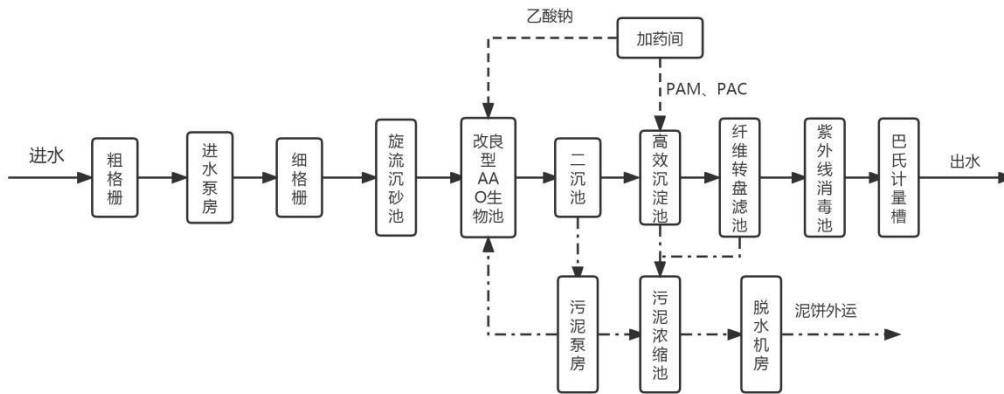 乙酸钠
加药间
PAM、PAC
进水
粗格栅
进水泵房
细格栅
旋流沉砂池
改良
型
AA
O生
物池
二沉池
高效沉淀池
纤维转盘滤池
紫外线消毒池
巴氏计量槽
出水
污泥泵房
污泥浓缩池
脱水机房
泥饼外运